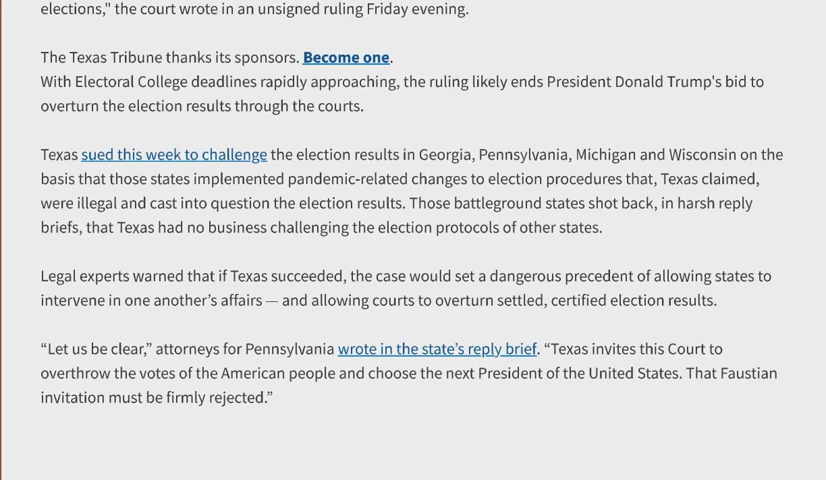 elections," the court wrote in an unsigned ruling Friday evening.
The Texas Tribune thanks its sponsors. Become one.
With Electoral College deadlines rapidly approaching, the ruling likely ends President Donald Trump's bid to
overturn the election results through the courts.
Texas sued this week to challenge the election results in Georgia, Pennsylvania, Michigan and Wisconsin on the
basis that those states implemented pandemic-related changes to election procedures that, Texas claimed,
were illegal and cast into question the election results. Those battleground states shot back, in harsh reply
briefs, that Texas had no business challenging the election protocols of other states.
Legal experts warned that if Texas succeeded, the case would set a dangerous precedent of allowing states to
intervene in one another’s affairs — and allowing courts to overturn settled, certified election results.
“Let us be clear,” attorneys for Pennsylvania wrote in the state’s reply brief. “Texas invites this Court to
overthrow the votes of the American people and choose the next President of the United States. That Faustian
invitation must be firmly rejected.”